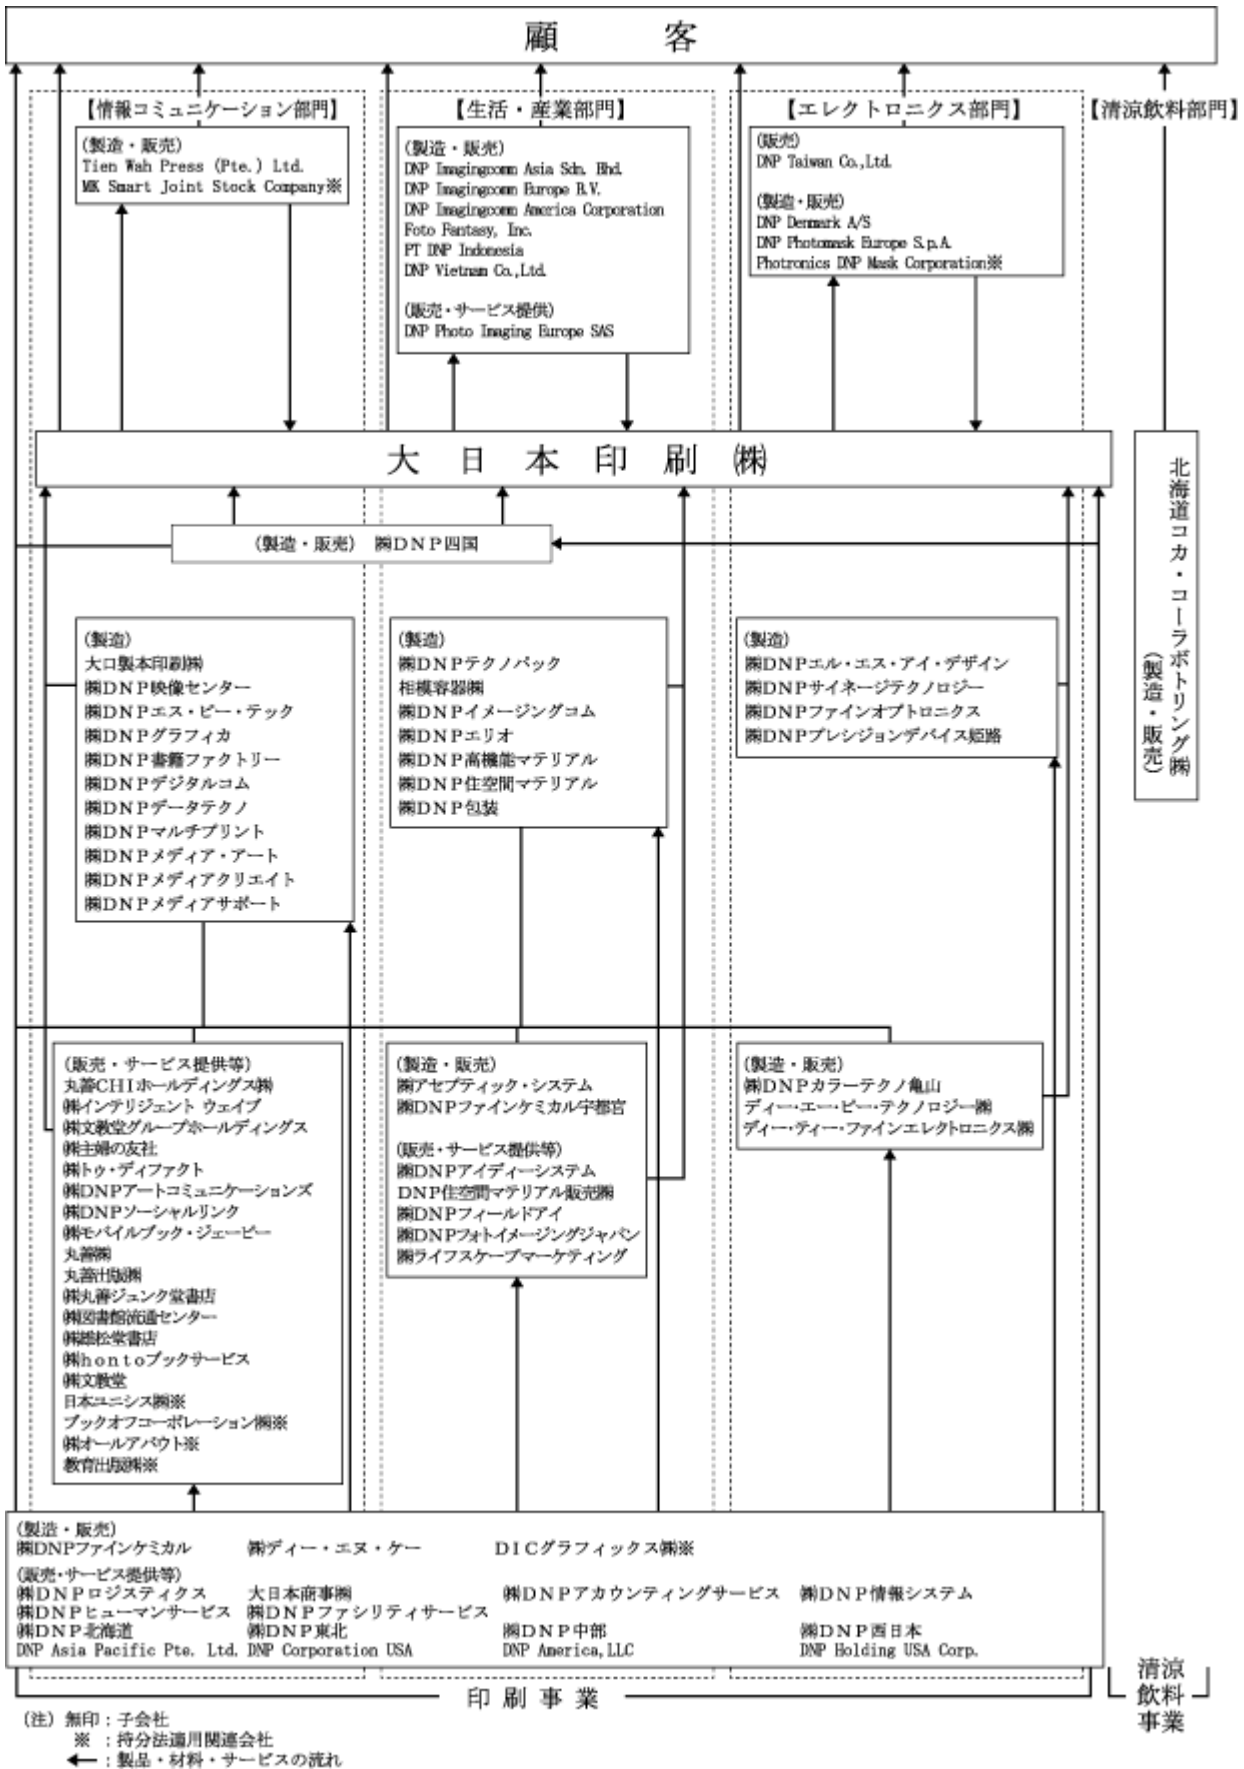 顧客
【情報コミュニケーション部門】
(製造・販売)
Tien Wah Press (Pte.) Ltd.
MK Smart Joint Stock Company※
【生活・産業部門】
(製造・販売)
DNP Imagingcomm Asia Sdn. Bhd.
DNP Imagingcomm Europe B.V.
DNP Imagingcomm America Corporation
Foto Fantasy, Inc.
PT DNP Indonesia
DNP Vietnam Co.,Ltd.
(販売・サービス提供)
DNP Photo Imaging Europe SAS
【エレクトロニクス部門】
(販売)
DNP Taiwan Co.,Ltd.
(製造・販売)
DNP Denmark A/S
DNP Photomask Europe S.p.A.
Photronics DNP Mask Corporation※
【清涼飲料部門】
大日本印刷㈱
北海道コカ・コーラボトリング㈱
(製造・販売)
(製造・販売) ㈱DNP四国
(製造)
大口製本印刷㈱
㈱DNP映像センター
㈱DNPエス・ピー・テック
㈱DNPグラフィカ
㈱DNP書籍ファクトリー
㈱DNPデジタルコム
㈱DNPデータテクノ
㈱DNPマルチプリント
㈱DNPメディア・アート
㈱DNPメディアクリエイト
㈱DNPメディアサポート
(製造)
㈱DNPテクノパック
相模容器㈱
㈱DNPイメージングコム
㈱DNPエリオ
㈱DNP高機能マテリアル
㈱DNP住空間マテリアル
㈱DNP包装
(製造)
㈱DNPエル・エス・アイ・デザイン
㈱DNPサイネージテクノロジー
㈱DNPファインオプトロニクス
㈱DNPプレシジョンデバイス姫路
(販売・サービス提供等)
丸善CHIホールディングス㈱
㈱インテリジェント ウェイブ
㈱文教堂グループホールディングス
㈱主婦の友社
㈱トゥ・ディファクト
㈱DNPアートコミュニケーションズ
㈱DNPソーシャルリンク
㈱モバイルブック・ジェーピー
丸善㈱
丸善出版㈱
㈱丸善ジュンク堂書店
㈱図書館流通センター
㈱雄松堂書店
㈱hontoブックサービス
㈱文教堂
日本ユニシス㈱※
ブックオフコーポレーション㈱※
㈱オールアバウト※
教育出版㈱※
(製造・販売)
㈱アセプティック・システム
㈱DNPファインケミカル宇都宮
(販売・サービス提供等)
㈱DNPアイディーシステム
DNP住空間マテリアル販売㈱
㈱DNPフィールドアイ
㈱DNPフォトイメージングジャパン
㈱ライフスケープマーケティング
(製造・販売)
㈱DNPカラーテクノ亀山
ディー・エー・ピー・テクノロジー㈱
ディー・ティー・ファインエレクトロニクス㈱
(製造・販売)
㈱DNPファインケミカル ㈱ディー・エヌ・ケー DICグラフィックス㈱※
(販売・サービス提供等)
㈱DNPロジスティクス 大日本商事㈱ ㈱DNPアカウンティングサービス ㈱DNP情報システム
㈱DNPヒューマンサービス ㈱DNPファシリティサービス
㈱DNP北海道 ㈱DNP東北 ㈱DNP中部 ㈱DNP西日本
DNP Asia Pacific Pte. Ltd. DNP Corporation USA DNP America,LLC DNP Holding USA Corp.
印刷事業
清涼
飲料
事業
(注) 無印：子会社
※ ：持分法適用関連会社
←：製品・材料・サービスの流れ